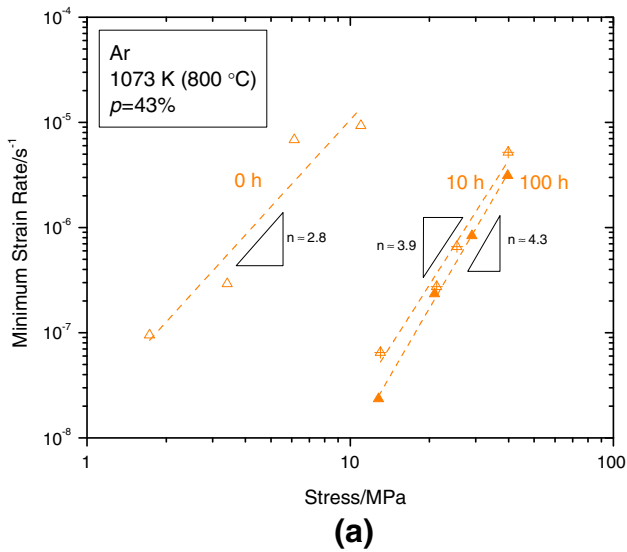 10⁻⁴
Ar
1073 K (800 °C)
p=43%
10⁻⁵
0 h
10 h
100 h
10⁻⁶
n = 2.8
n = 3.9
n = 4.3
10⁻⁷
10⁻⁸
Minimum Strain Rate/s⁻¹
1
10
100
Stress/MPa
(a)